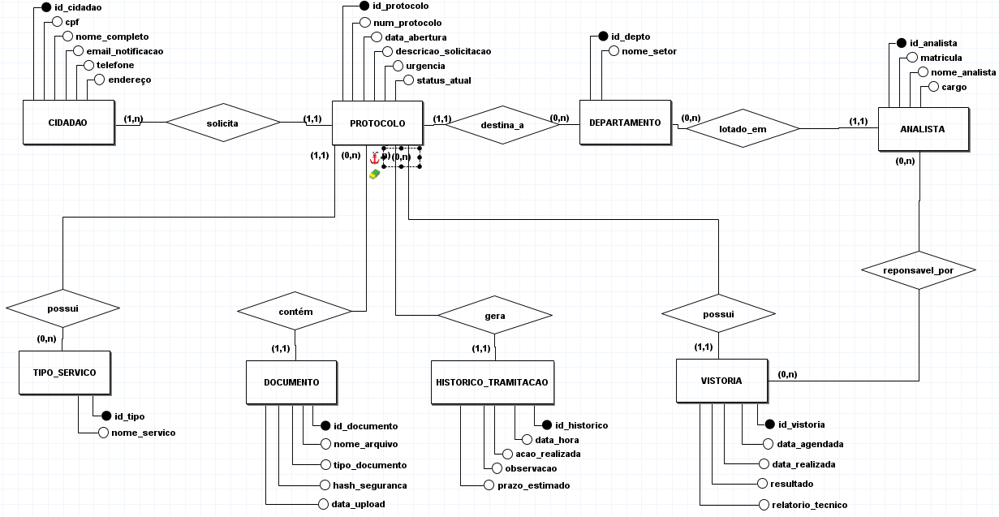 id_cidadao
cpf
nome_completo
email_notificacao
telefone
endereço
CIDADAO
(1,n)
solicita
(1,1)
id_protocolo
num_protocolo
data_abertura
descricao_solicitacao
urgencia
status_atual
PROTOCOLO
(1,1)
destina_a
(0,n)
id_depto
nome_setor
DEPARTAMENTO
(0,n)
lotado_em
(1,1)
id_analista
matricula
nome_analista
cargo
ANALISTA
(1,1)
(0,n)
n)
(0,n)
(0,n)
reponsavel_por
possui
contém
gera
possui
(0,n)
(1,1)
(1,1)
(1,1)
TIPO_SERVICO
DOCUMENTO
HISTORICO_TRAMITACAO
VISTORIA
(0,n)
id_tipo
nome_servico
id_documento
nome_arquivo
tipo_documento
hash_seguranca
data_upload
id_historico
data_hora
acao_realizada
observacao
prazo_estimado
id_vistoria
data_agendada
data_realizada
resultado
relatorio_tecnico